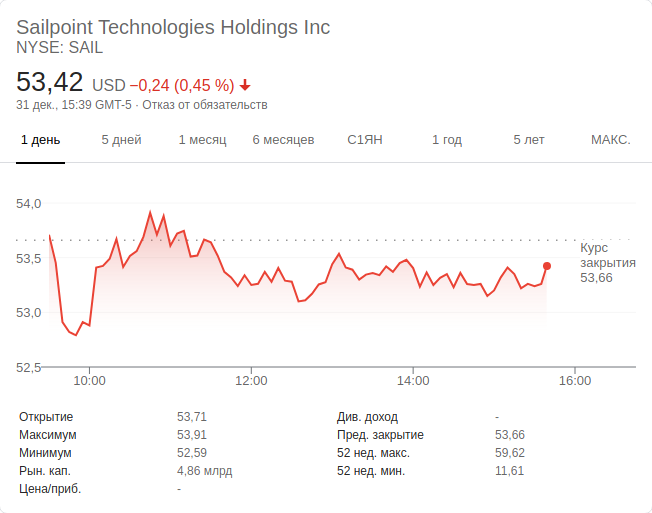 Sailpoint Technologies Holdings Inc
NYSE: SAIL
53,42 USD −0,24 (0,45 %)
31 дек., 15:39 GMT-5 · Отказ от обязательств
1 день 5 дней 1 месяц 6 месяцев С1ЯН 1 год 5 лет МАКС.
54,0
53,5
53,0
52,5
Курс
закрытия
53,66
10:00 12:00 14:00 16:00
Открытие 53,71 Див. доход -
Максимум 53,91 Пред. закрытие 53,66
Минимум 52,59 52 нед. макс. 59,62
Рын. кап. 4,86 млрд 52 нед. мин. 11,61
Цена/приб. -